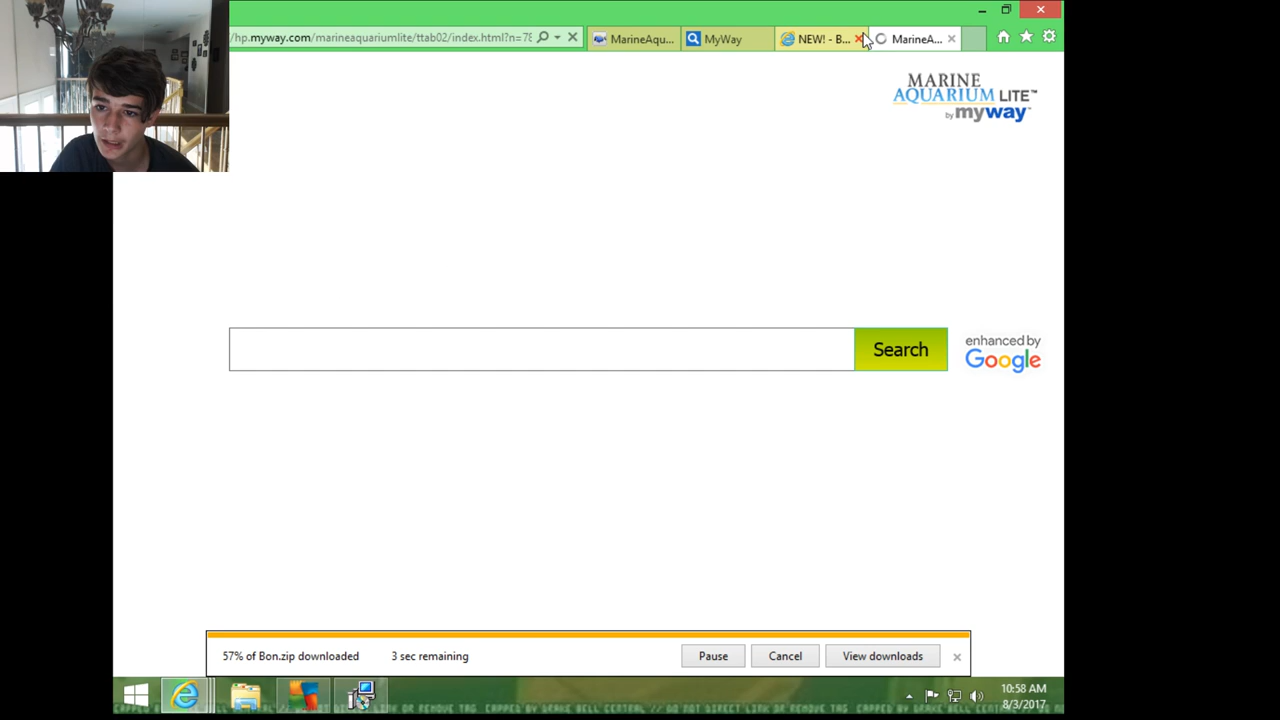 /hp.myway.com/marineaquariumlite/ttab02/index.html?n=78
MarineAqu...
MyWay
NEW! - B...
MarineA...
MARINE
AQUARIUM LITE™
by myway™
Search
enhanced by
Google
57% of Bon.zip downloaded
3 sec remaining
Pause
Cancel
View downloads
10:58 AM
8/3/2017